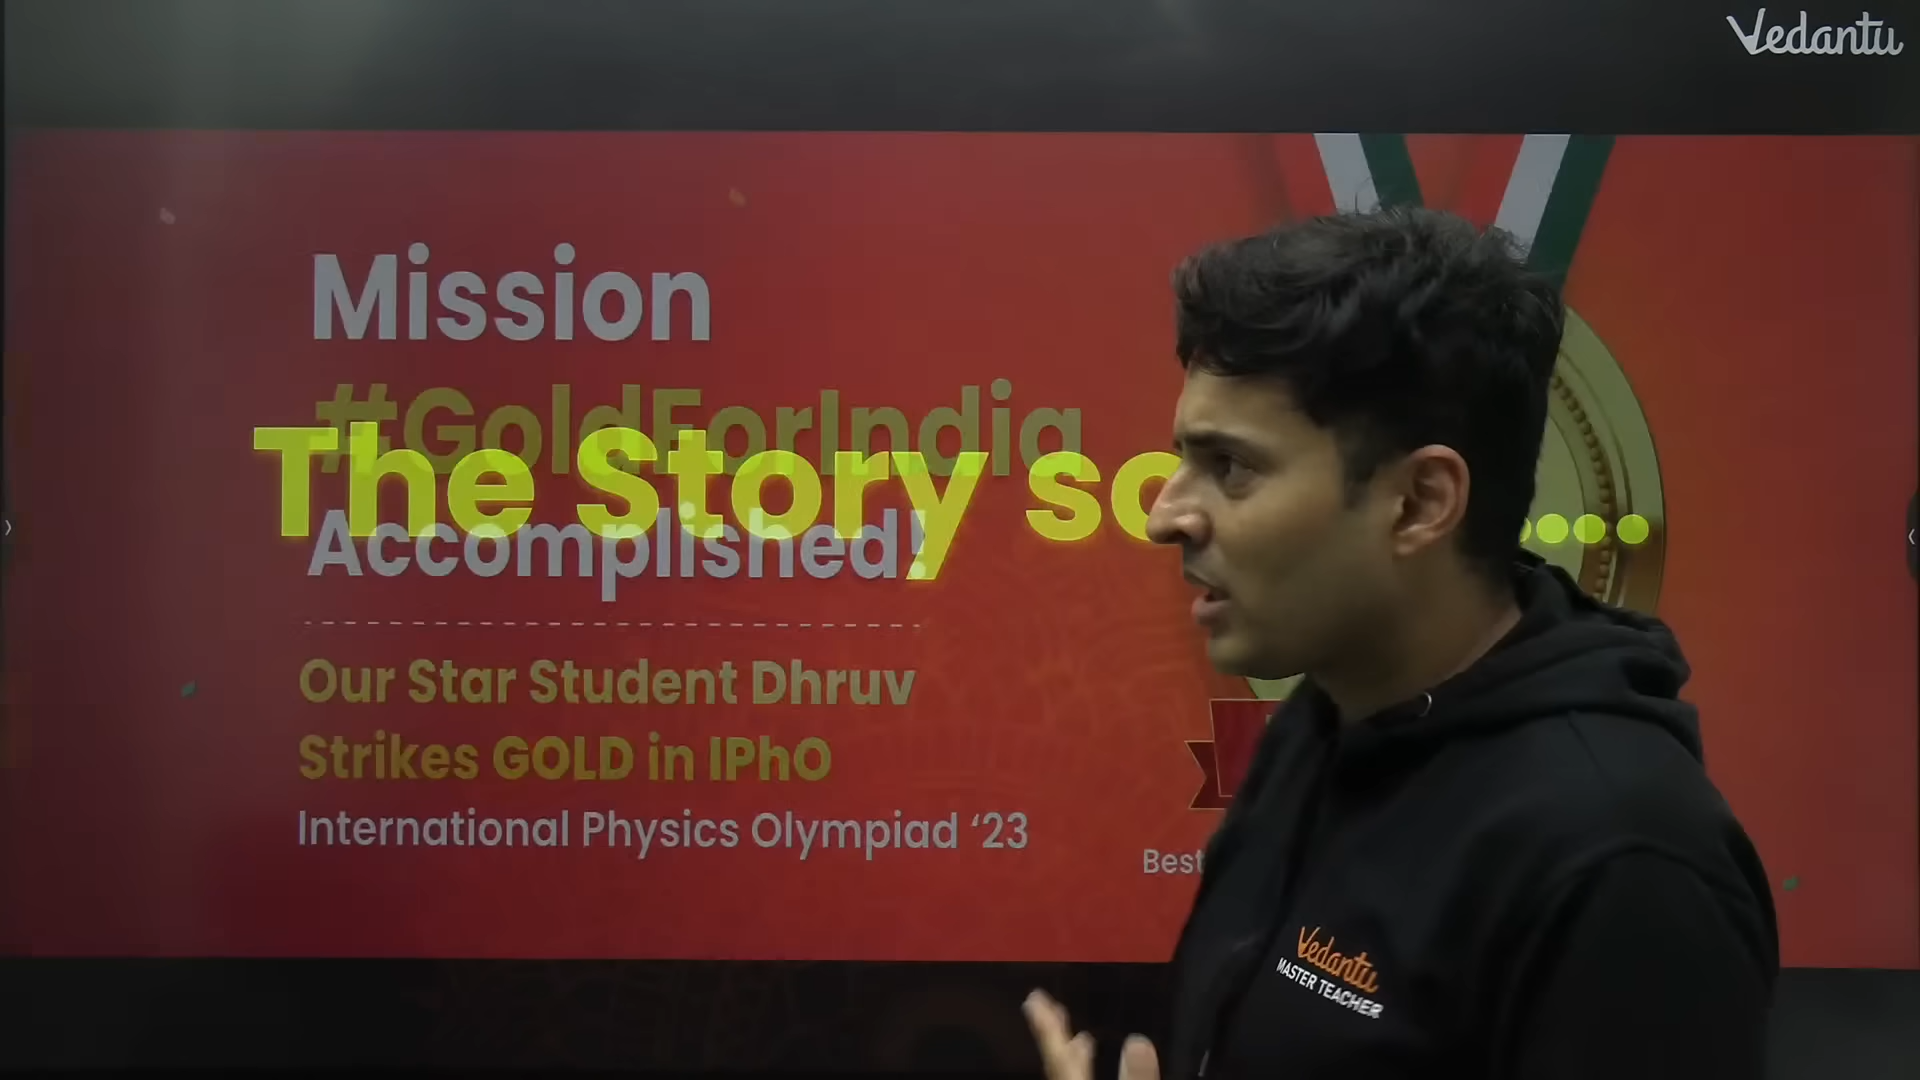 Vedantu
Mission
#GoldForIndia
The Story so
Accomplished!
Our Star Student Dhruv
Strikes GOLD in IPhO
International Physics Olympiad ‘23
Best
Vedantu
MASTER TEACHER